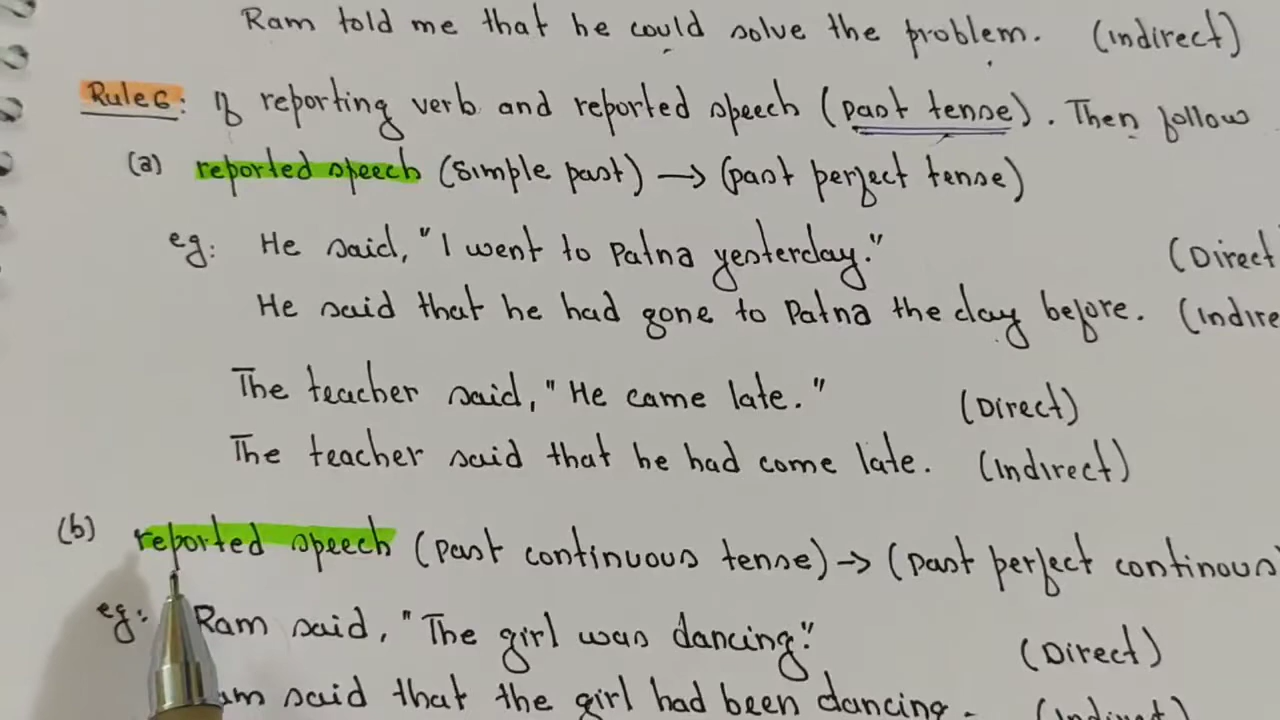 Ram told me that he could solve the problem. (Indirect)
Rule 6: If reporting verb and reported speech (past tense). Then follow
(a) reported speech (simple past) → (past perfect tense)
eg: He said, "I went to Patna yesterday." (Direct
He said that he had gone to Patna the day before. (Indire
The teacher said, "He came late." (Direct)
The teacher said that he had come late. (Indirect)
(b) reported speech (past continuous tense) → (past perfect continous
eg: Ram said, "The girl was dancing." (Direct)
am said that the girl had been dancing. (Indirect)